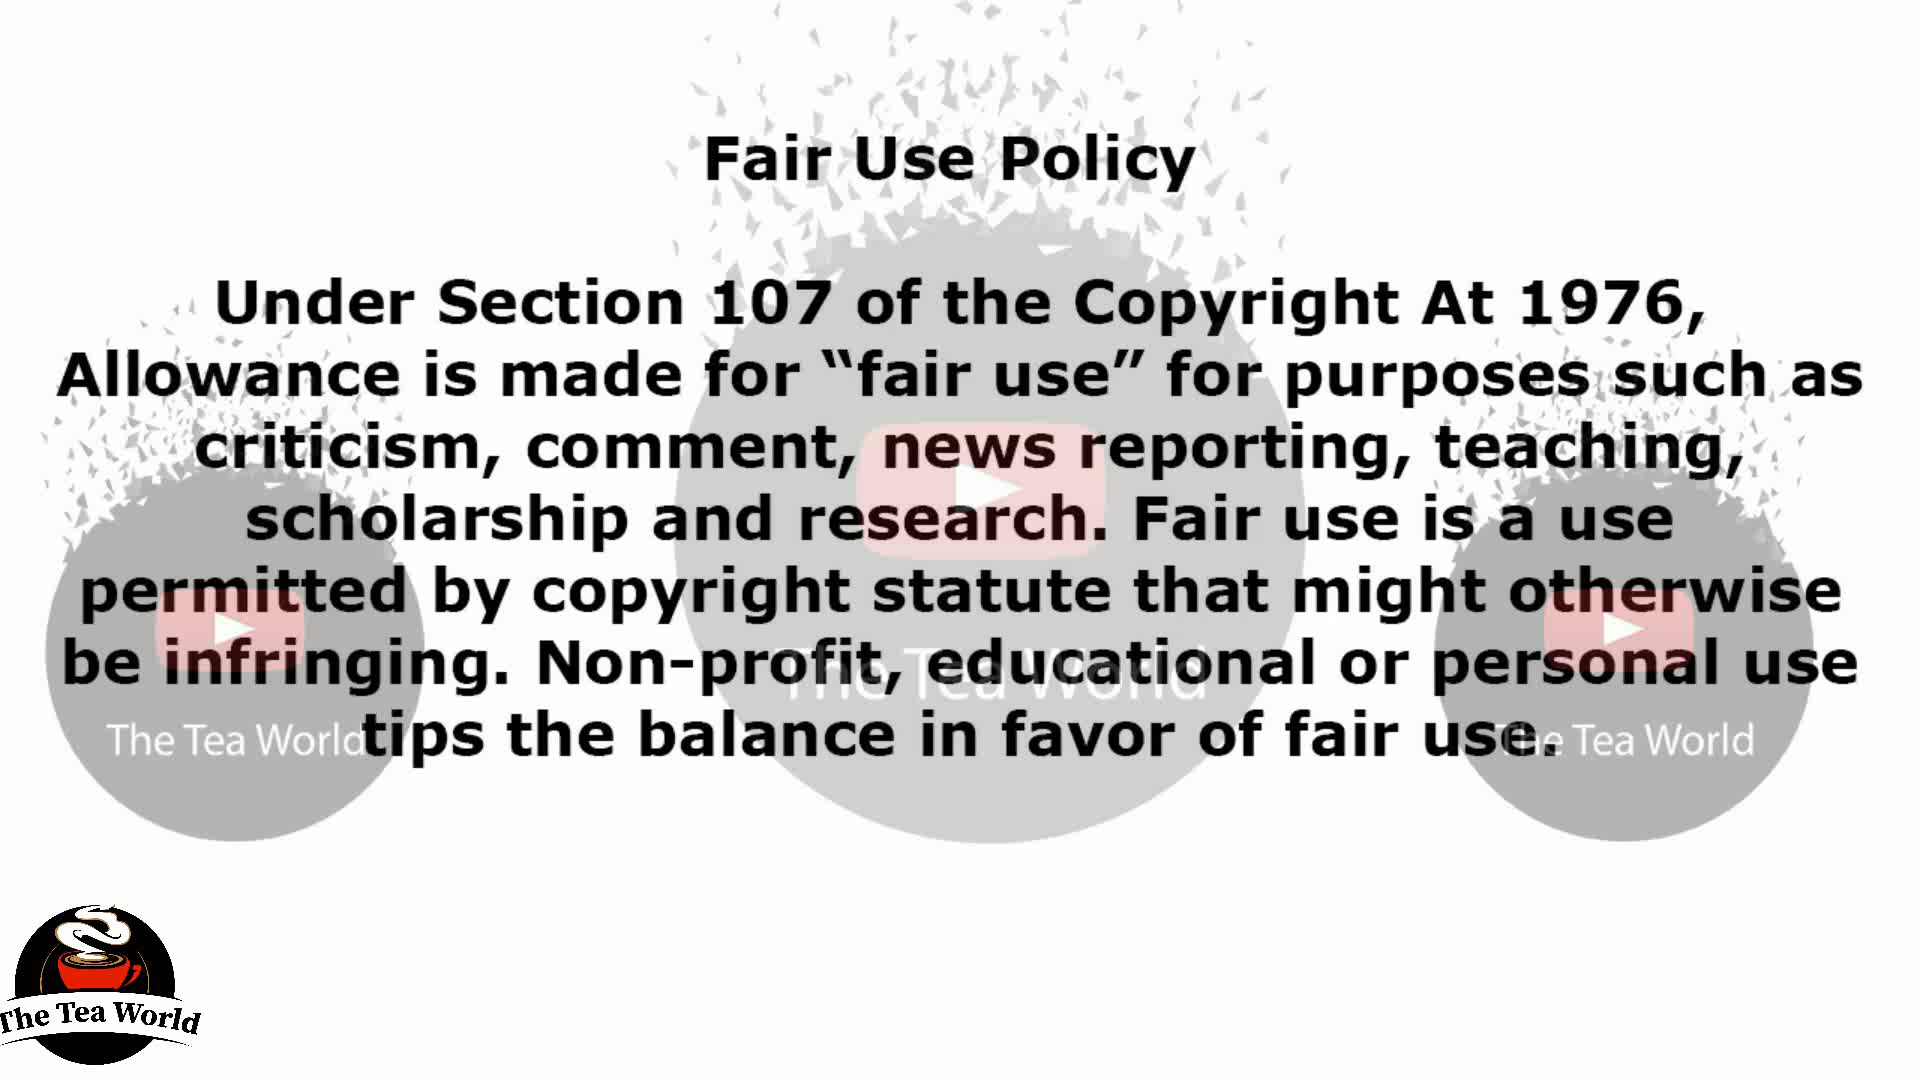 Fair Use Policy
Under Section 107 of the Copyright At 1976,
Allowance is made for “fair use” for purposes such as
criticism, comment, news reporting, teaching,
scholarship and research. Fair use is a use
permitted by copyright statute that might otherwise
be infringing. Non-profit, educational or personal use
tips the balance in favor of fair use.
The Tea World
The Tea World
The Tea World
The Tea World